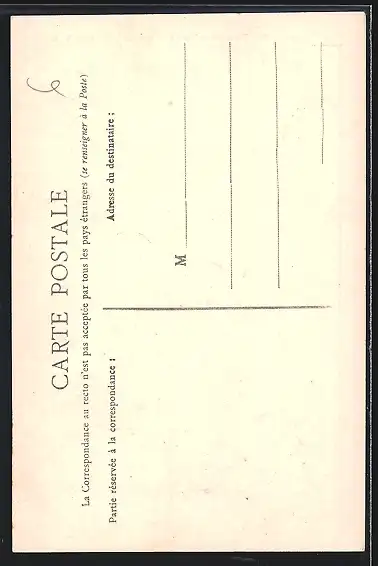 CARTE POSTALE
La Correspondance au recto n'est pas acceptée par tous les pays étrangers (se renseigner à la Poste)
Partie réservée à la correspondance :
Adresse du destinataire :
M
6